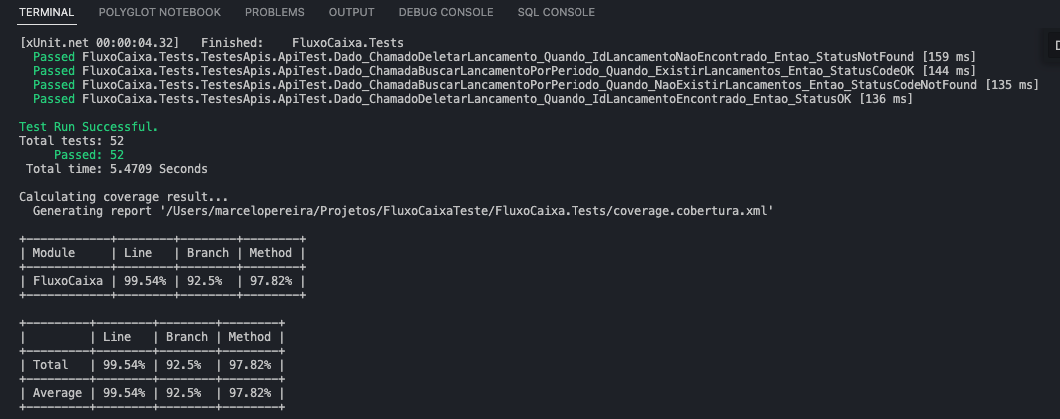 TERMINAL POLYGLOT NOTEBOOK PROBLEMS OUTPUT DEBUG CONSOLE SQL CONSOLE
[xUnit.net 00:00:04.32]   Finished:    FluxoCaixa.Tests
  Passed FluxoCaixa.Tests.TestesApis.ApiTest.Dado_ChamadoDeletarLancamento_Quando_IdLancamentoNaoEncontrado_Entao_StatusNotFound [159 ms]
  Passed FluxoCaixa.Tests.TestesApis.ApiTest.Dado_ChamadaBuscarLancamentoPorPeriodo_Quando_ExistirLancamentos_Entao_StatusCodeOK [144 ms]
  Passed FluxoCaixa.Tests.TestesApis.ApiTest.Dado_ChamadaBuscarLancamentoPorPeriodo_Quando_NaoExistirLancamentos_Entao_StatusCodeNotFound [135 ms]
  Passed FluxoCaixa.Tests.TestesApis.ApiTest.Dado_ChamadoDeletarLancamento_Quando_IdLancamentoEncontrado_Entao_StatusOK [136 ms]
Test Run Successful.
Total tests: 52
     Passed: 52
 Total time: 5.4709 Seconds
Calculating coverage result...
  Generating report '/Users/marcelopereira/Projetos/FluxoCaixaTeste/FluxoCaixa.Tests/coverage.cobertura.xml'
| Module     | Line   | Branch | Method |
| FluxoCaixa | 99.54% | 92.5%  | 97.82% |
|         | Line   | Branch | Method |
| Total   | 99.54% | 92.5%  | 97.82% |
| Average | 99.54% | 92.5%  | 97.82% |